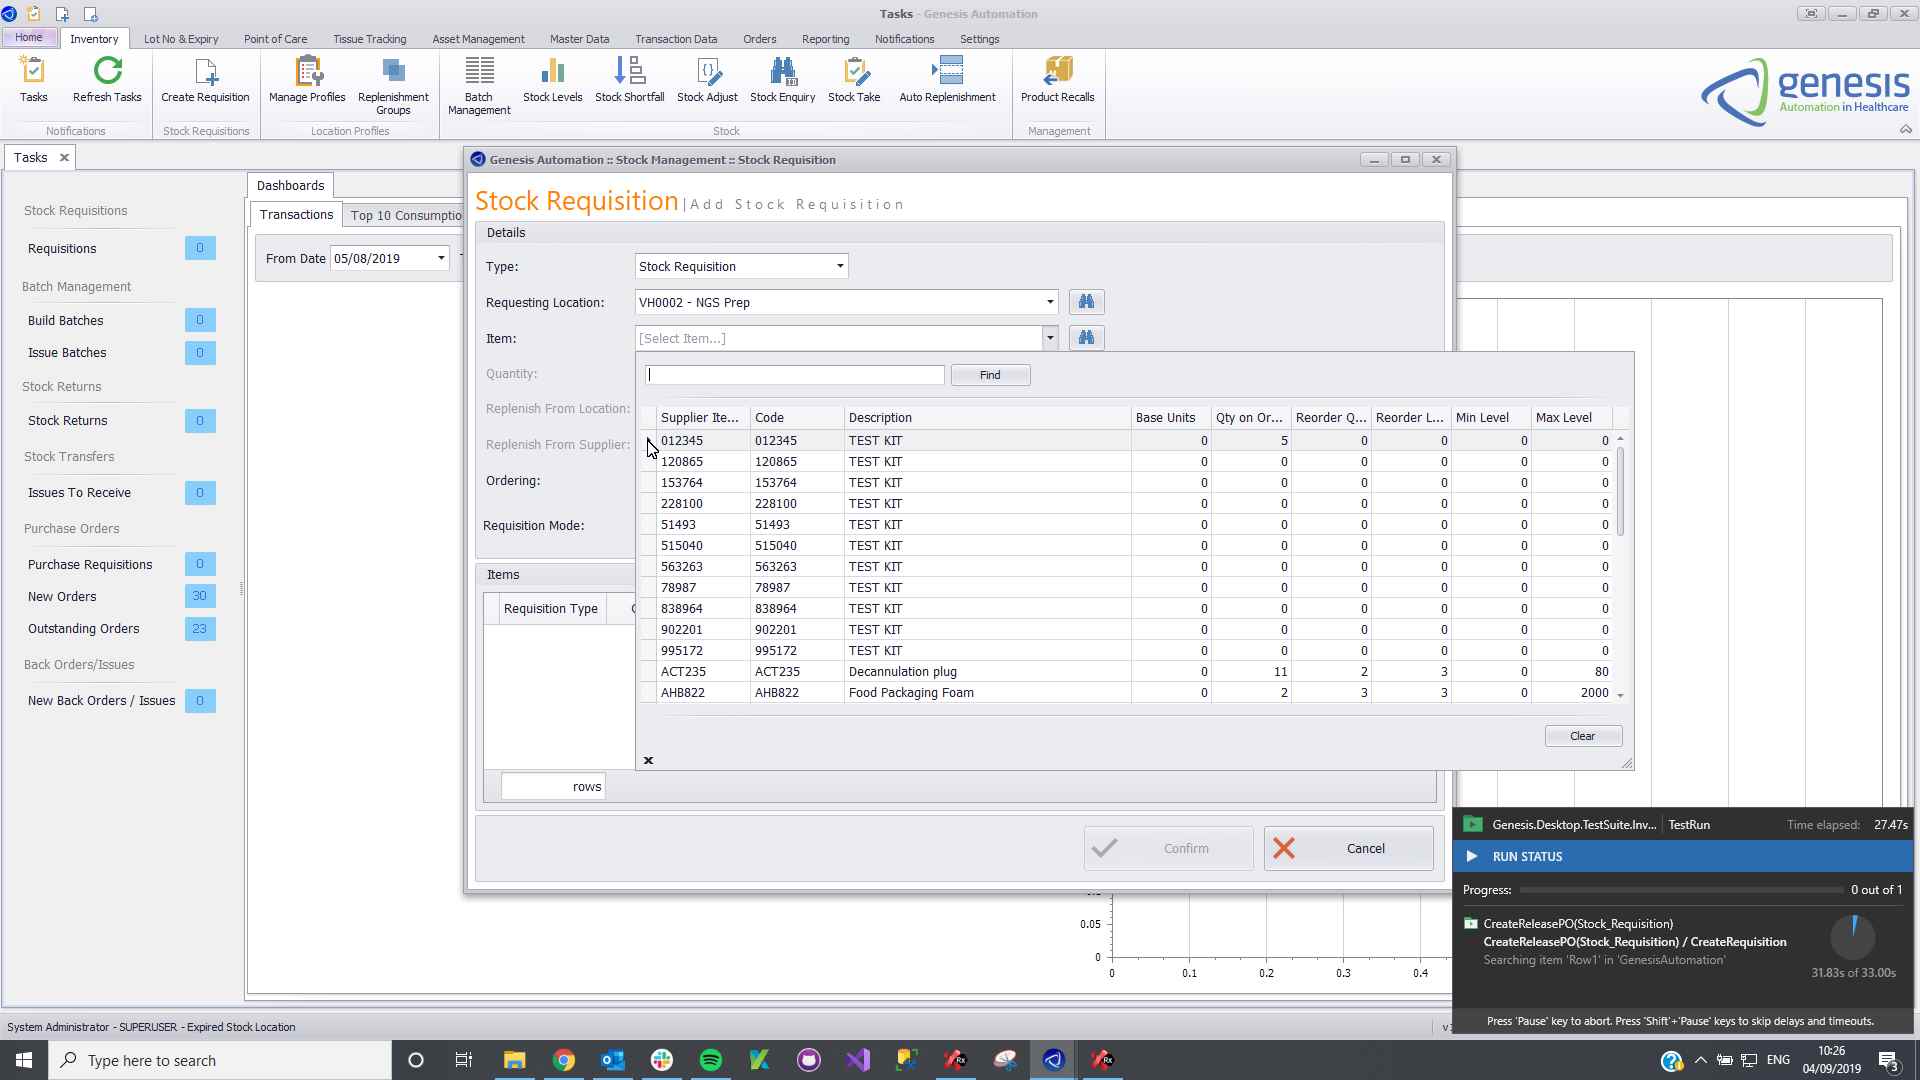 Tasks - Genesis Automation
Home Inventory Lot No & Expiry Point of Care Tissue Tracking Asset Management Master Data Transaction Data Orders Reporting Notifications Settings
Tasks Refresh Tasks Create Requisition Manage Profiles Replenishment Groups Batch Management Stock Levels Stock Shortfall Stock Adjust Stock Enquiry Stock Take Auto Replenishment Product Recalls
Notifications Stock Requisitions Location Profiles Stock Management
genesis
Automation in Healthcare
Tasks
Genesis Automation :: Stock Management :: Stock Requisition
Stock Requisition | Add Stock Requisition
Dashboards
Transactions Top 10 Consumptio
From Date 05/08/2019
Stock Requisitions
Requisitions 0
Batch Management
Build Batches 0
Issue Batches 0
Stock Returns
Stock Returns 0
Stock Transfers
Issues To Receive 0
Purchase Orders
Purchase Requisitions 0
New Orders 30
Outstanding Orders 23
Back Orders/Issues
New Back Orders / Issues 0
Details
Type: Stock Requisition
Requesting Location: VH0002 - NGS Prep
Item: [Select Item...]
Quantity:
Replenish From Location:
Replenish From Supplier:
Ordering:
Requisition Mode:
Find
Supplier Ite... Code Description Base Units Qty on Or... Reorder Q... Reorder L... Min Level Max Level
012345 012345 TEST KIT 0 5 0 0 0 0
120865 120865 TEST KIT 0 0 0 0 0 0
153764 153764 TEST KIT 0 0 0 0 0 0
228100 228100 TEST KIT 0 0 0 0 0 0
51493 51493 TEST KIT 0 0 0 0 0 0
515040 515040 TEST KIT 0 0 0 0 0 0
563263 563263 TEST KIT 0 0 0 0 0 0
78987 78987 TEST KIT 0 0 0 0 0 0
838964 838964 TEST KIT 0 0 0 0 0 0
902201 902201 TEST KIT 0 0 0 0 0 0
995172 995172 TEST KIT 0 0 0 0 0 0
ACT235 ACT235 Decannulation plug 0 11 2 3 0 80
AHB822 AHB822 Food Packaging Foam 0 2 3 3 0 2000
Clear
Items
Requisition Type
rows
Confirm Cancel
0.05
0
0 0.1 0.2 0.3 0.4
Genesis.Desktop.TestSuite.Inv... TestRun Time elapsed: 27.47s
RUN STATUS
Progress: 0 out of 1
CreateReleasePO(Stock_Requisition)
CreateReleasePO(Stock_Requisition) / CreateRequisition
Searching item 'Row1' in 'GenesisAutomation'
31.83s of 33.00s
Press 'Pause' key to abort. Press 'Shift'+'Pause' keys to skip delays and timeouts.
System Administrator - SUPERUSER - Expired Stock Location
Type here to search
ENG
10:26
04/09/2019
3